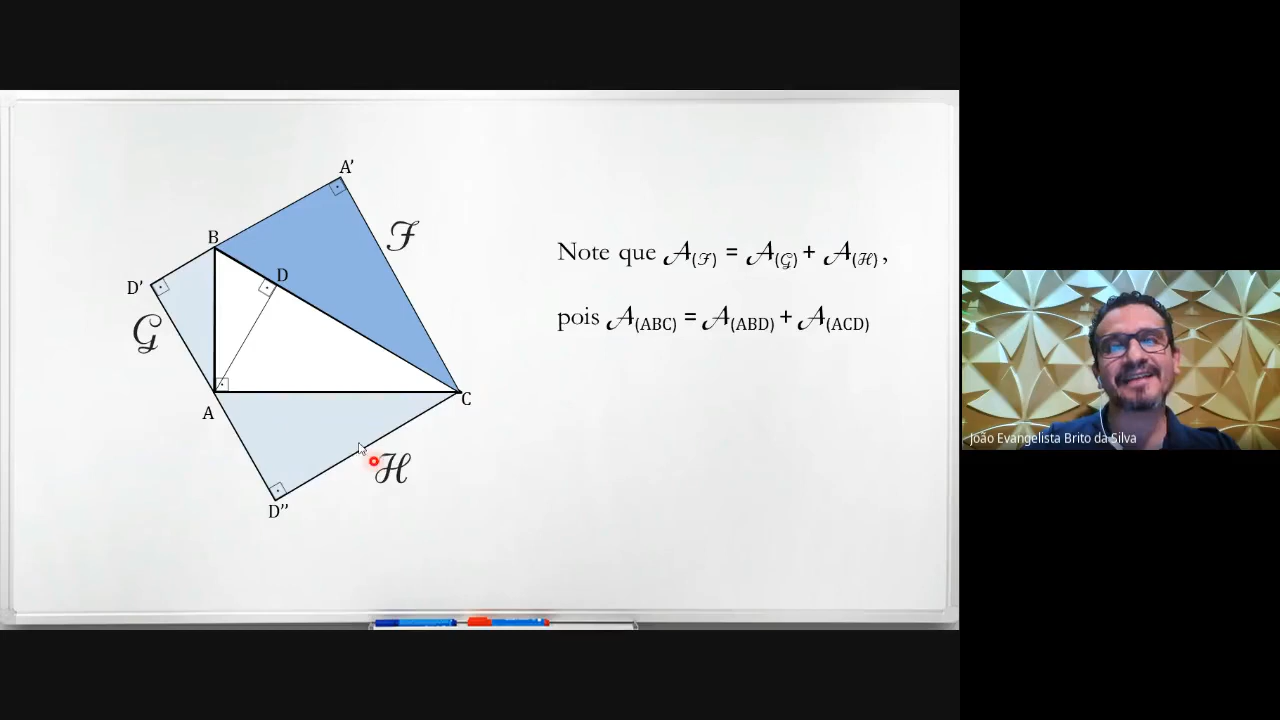 A’
ℱ
B
D
D’
𝒢
A
C
ℋ
D’’
Note que 𝒜(ℱ) = 𝒜(𝒢) + 𝒜(ℋ) ,
pois 𝒜(ABC) = 𝒜(ABD) + 𝒜(ACD)
João Evangelista Brito da Silva